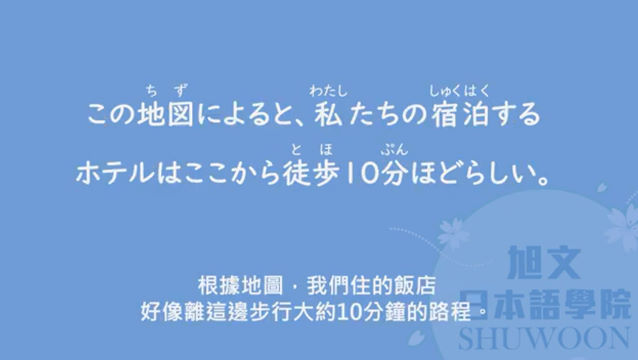 ちず わたし しゅくはく
この地図によると、私たちの宿泊する
とほ ぷん
ホテルはここから徒歩10分ほどらしい。
根據地圖，我們住的飯店
好像離這邊步行大約10分鐘的路程。
旭文
日本語學院
SHUWOON